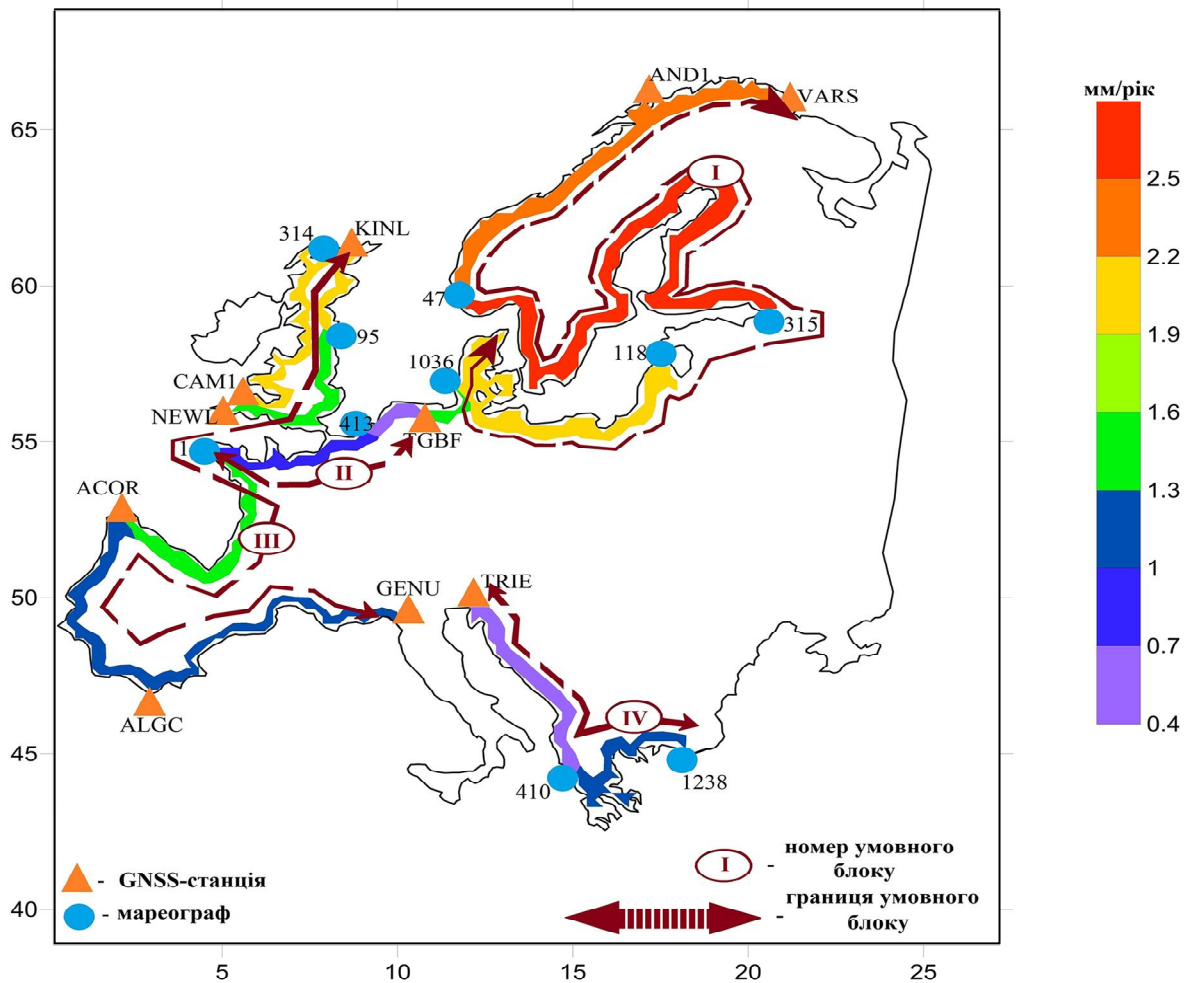 AND1
VARS
мм/рік
65
I
2.5
314
KINL
2.2
60
47
315
95
1036
118
1.9
CAM1
NEWL
1.6
413
TGBF
55
1
II
ACOR
1.3
III
1
50
GENU
TRIE
0.7
ALGC
IV
0.4
45
410
1238
I - номер умовного
блоку
- GNSS-станція
- мареограф
- границя умовного
блоку
40
5 10 15 20 25